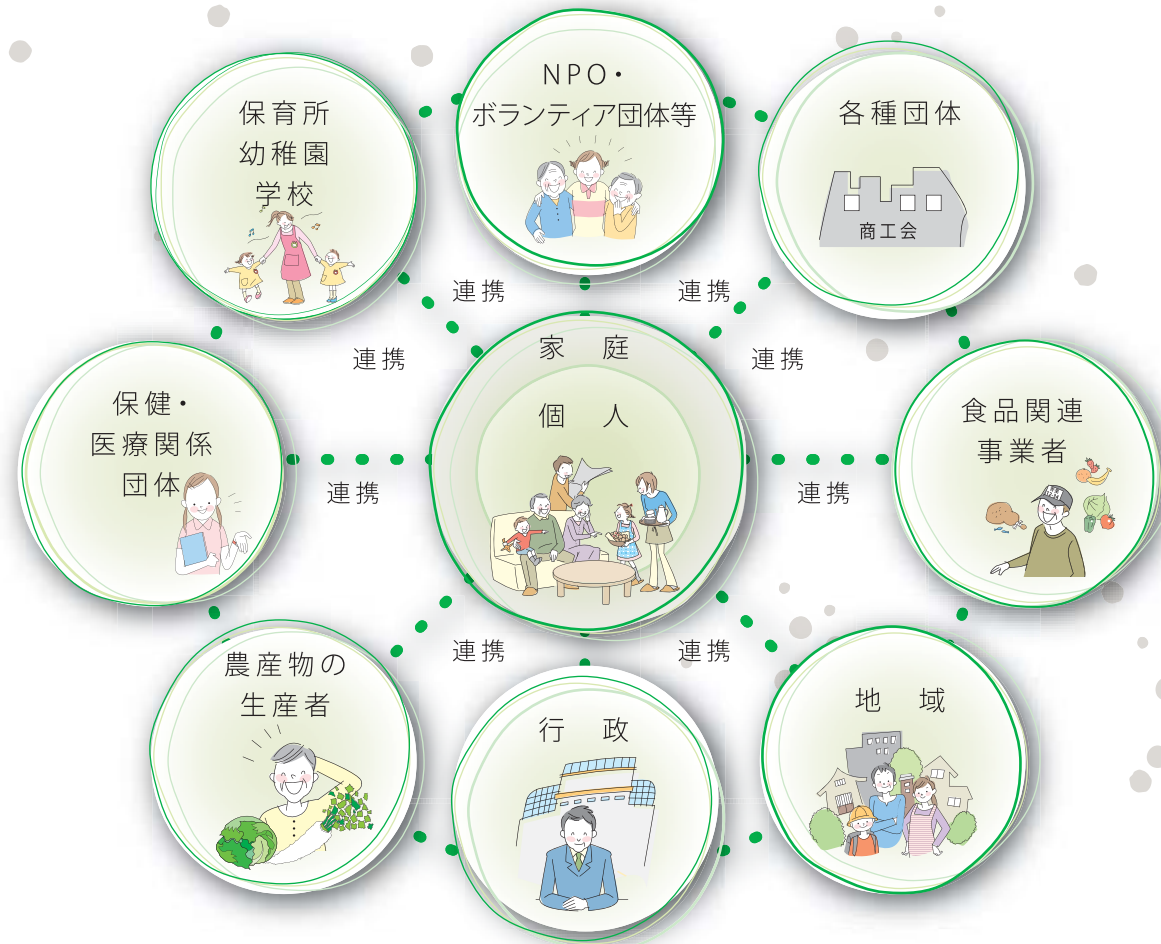 保育所
幼稚園
学校
NPO・
ボランティア団体等
各種団体
商工会
連携
連携
連携
連携
家　庭
個　人
保健・
医療関係
団体
食品関連
事業者
連携
連携
連携
連携
農産物の
生産者
行　政
地　域